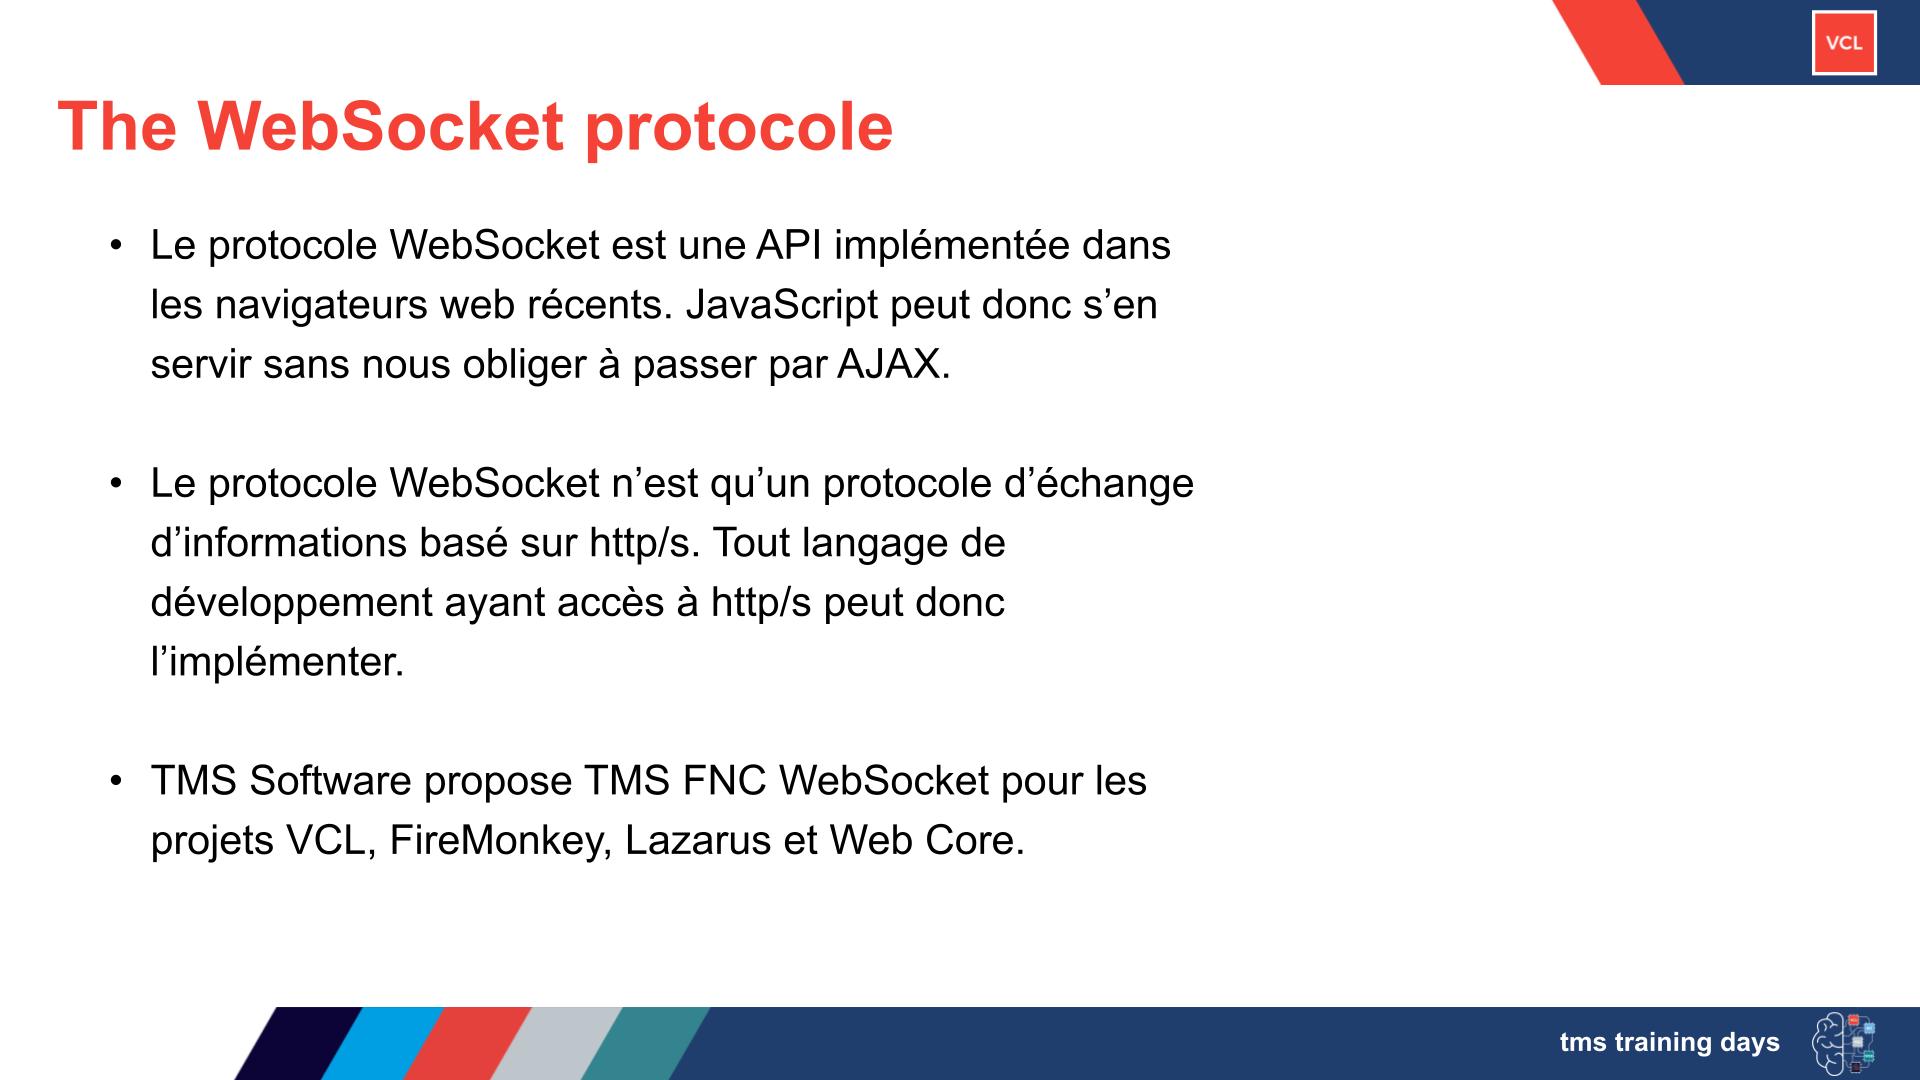 VCL
The WebSocket protocole
• Le protocole WebSocket est une API implémentée dans
les navigateurs web récents. JavaScript peut donc s’en
servir sans nous obliger à passer par AJAX.
• Le protocole WebSocket n’est qu’un protocole d’échange
d’informations basé sur http/s. Tout langage de
développement ayant accès à http/s peut donc
l’implémenter.
• TMS Software propose TMS FNC WebSocket pour les
projets VCL, FireMonkey, Lazarus et Web Core.
tms training days